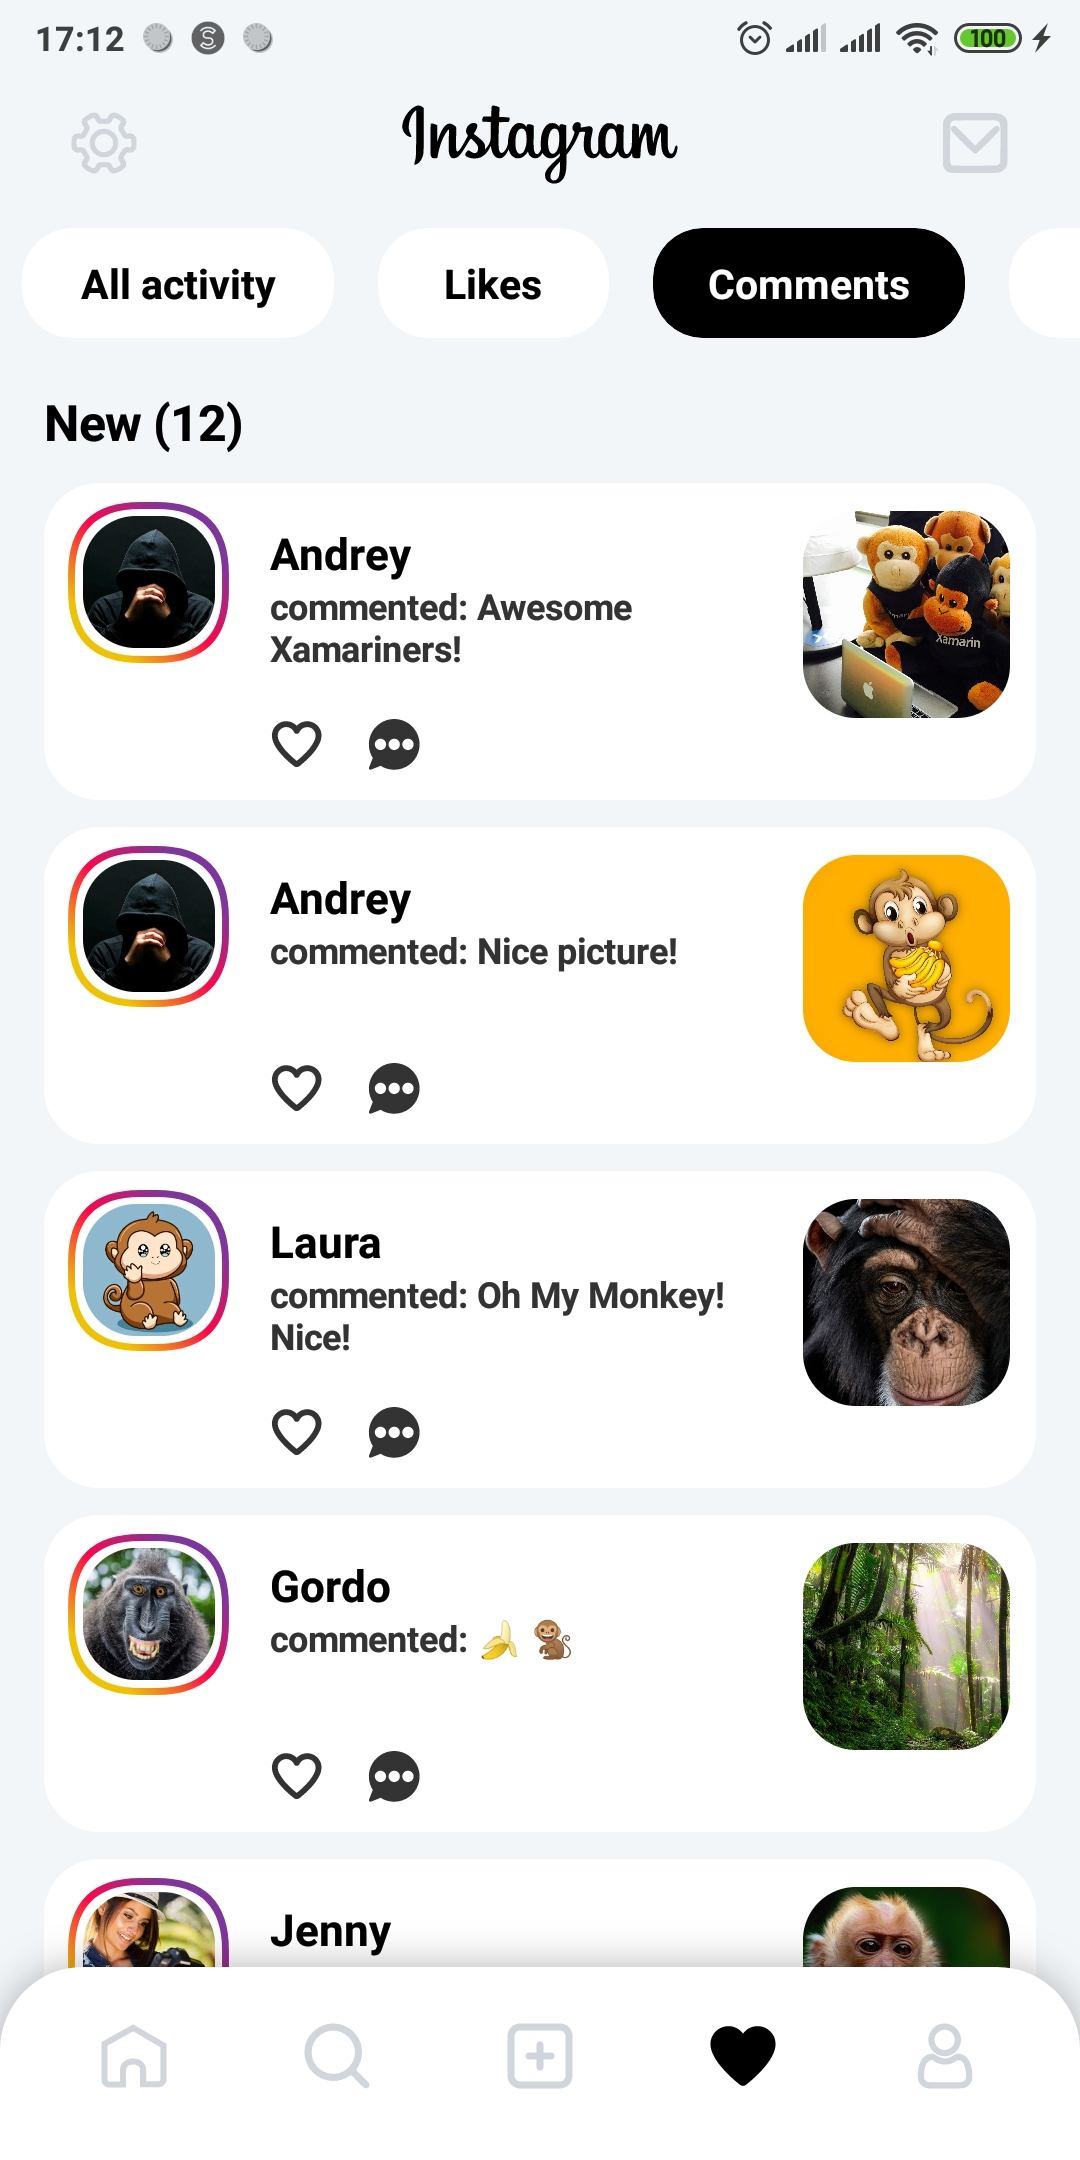 17:12
100
Instagram
All activity
Likes
Comments
New (12)
Andrey
commented: Awesome
Xamariners!
Xamarin
Andrey
commented: Nice picture!
Laura
commented: Oh My Monkey!
Nice!
Gordo
commented: 🍌 🐒
Jenny